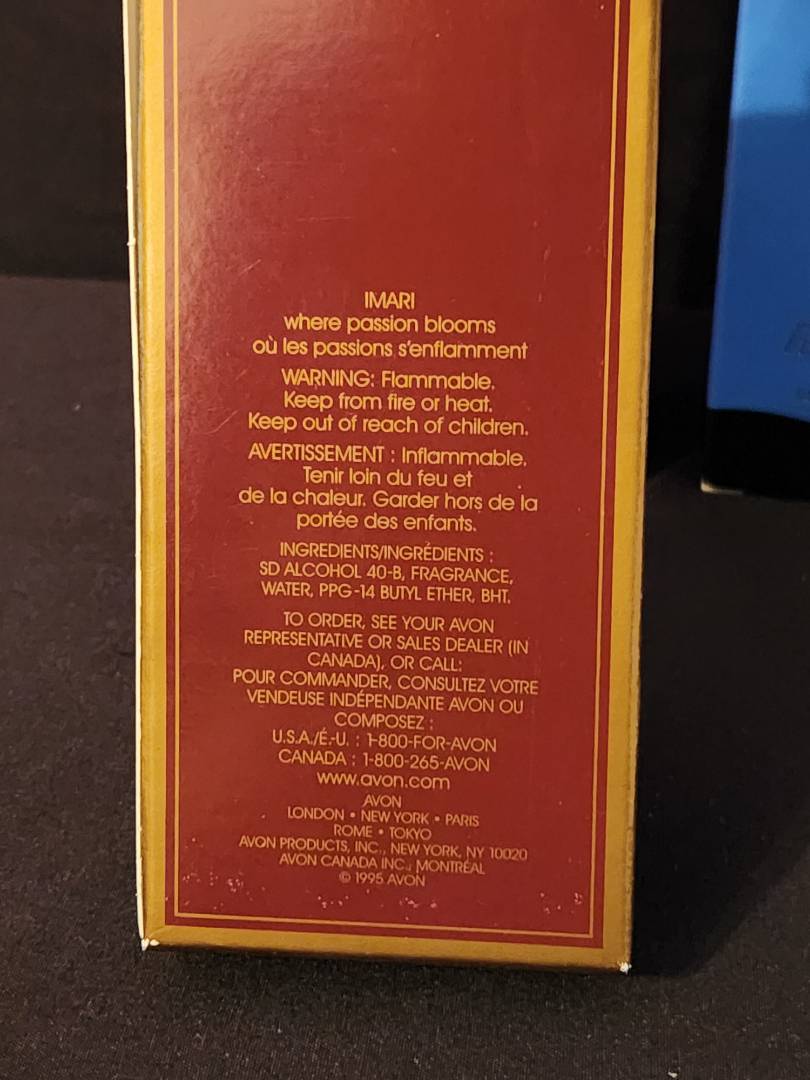 IMARI
where passion blooms
où les passions s'enflamment
WARNING: Flammable.
Keep from fire or heat.
Keep out of reach of children.
AVERTISSEMENT : Inflammable.
Tenir loin du feu et
de la chaleur. Garder hors de la
portée des enfants.
INGREDIENTS/INGRÉDIENTS :
SD ALCOHOL 40-B, FRAGRANCE,
WATER, PPG-14 BUTYL ETHER, BHT.
TO ORDER, SEE YOUR AVON
REPRESENTATIVE OR SALES DEALER (IN
CANADA), OR CALL:
POUR COMMANDER, CONSULTEZ VOTRE
VENDEUSE INDÉPENDANTE AVON OU
COMPOSEZ :
U.S.A./É.-U. : 1-800-FOR-AVON
CANADA : 1-800-265-AVON
www.avon.com
AVON
LONDON • NEW YORK • PARIS
ROME • TOKYO
AVON PRODUCTS, INC., NEW YORK, NY 10020
AVON CANADA INC., MONTRÉAL
© 1995 AVON